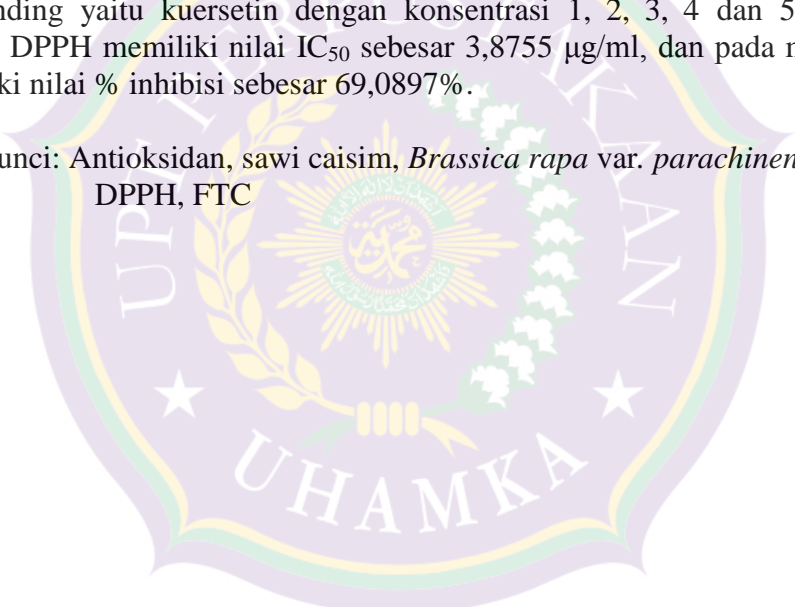 nding yaitu kuersetin dengan konsentrasi 1, 2, 3, 4 dan 5
DPPH memiliki nilai IC50 sebesar 3,8755 μg/ml, dan pada n
ki nilai % inhibisi sebesar 69,0897%.
unci: Antioksidan, sawi caisim, Brassica rapa var. parachinen
DPPH, FTC
UPT PERPUSTAKAAN
UHAMKA